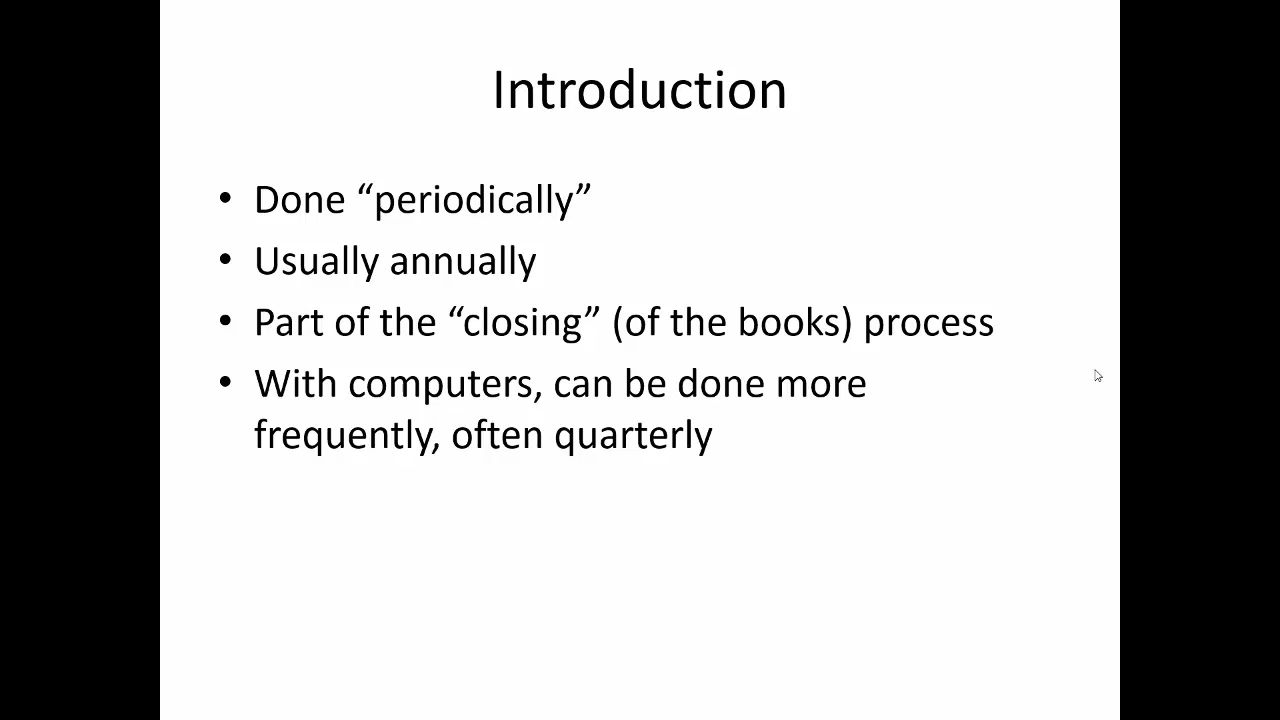 Introduction
• Done “periodically”
• Usually annually
• Part of the “closing” (of the books) process
• With computers, can be done more
frequently, often quarterly